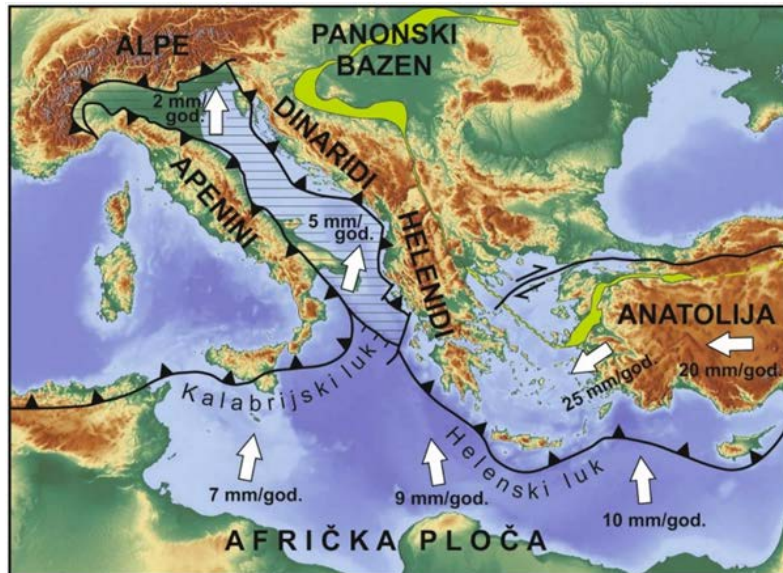 ALPE
PANONSKI
BAZEN
2 mm/
god.
DINARIDI
APENINI
5 mm/
god.
HELENIDI
ANATOLIJA
20 mm/god.
25 mm/god.
Kalabrijski luk
Helenski luk
7 mm/god.
9 mm/god.
10 mm/god.
AFRIČKA PLOČA